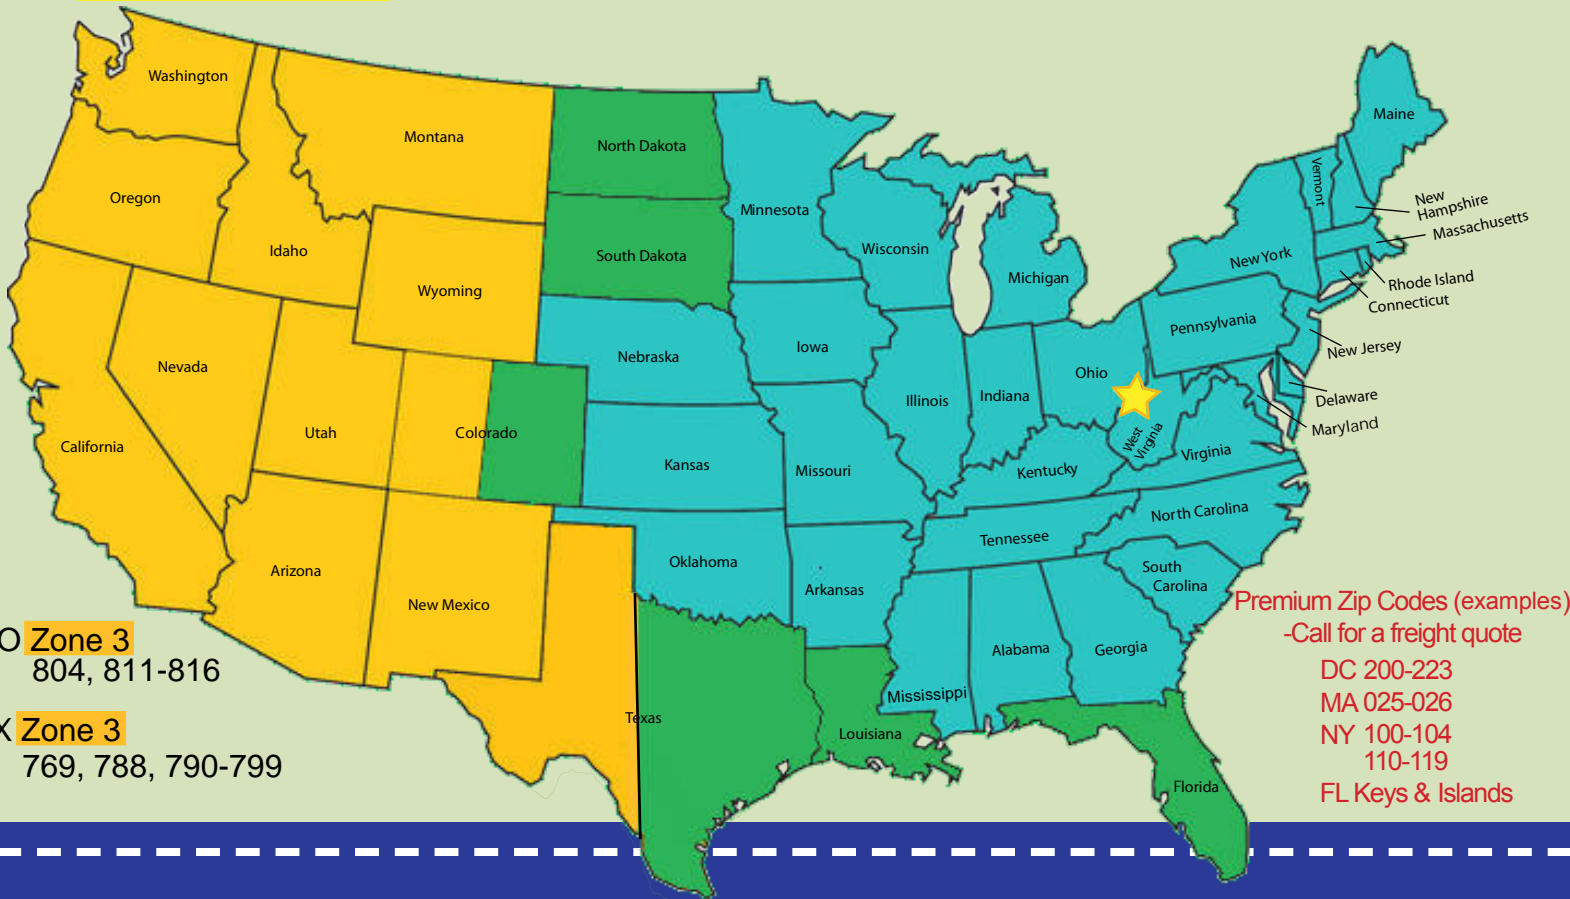 Washington
Montana
North Dakota
Minnesota
Maine
Vermont
Oregon
Idaho
Wyoming
South Dakota
Wisconsin
Michigan
New York
New
Hampshire
Massachusetts
Rhode Island
Connecticut
Nevada
Nebraska
Iowa
Pennsylvania
New Jersey
Ohio
Illinois
Indiana
Delaware
Maryland
California
Utah
Colorado
Kansas
Missouri
Kentucky
West
Virginia
Virginia
Arizona
New Mexico
Oklahoma
Arkansas
Tennessee
North Carolina
South
Carolina
Texas
Louisiana
Mississippi
Alabama
Georgia
Florida
O Zone 3
804, 811-816
X Zone 3
769, 788, 790-799
Premium Zip Codes (examples)
-Call for a freight quote
DC 200-223
MA 025-026
NY 100-104
110-119
FL Keys & Islands